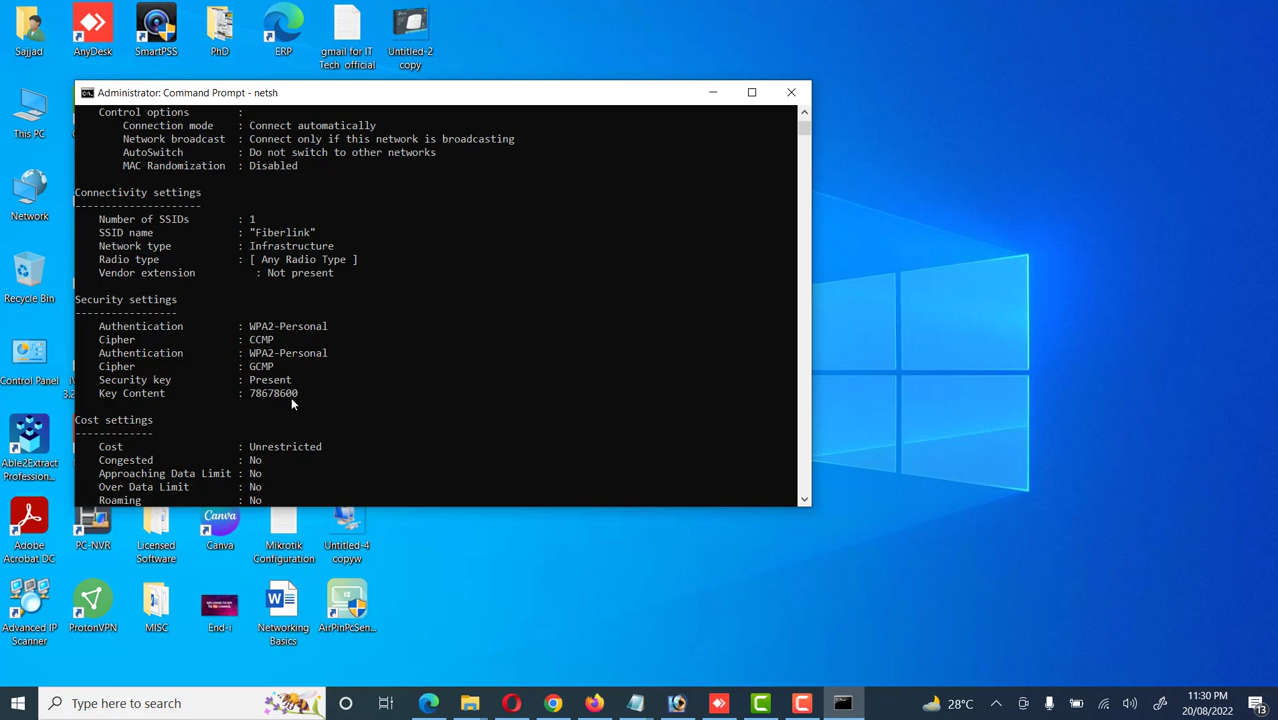 Sajjad
AnyDesk
SmartPSS
PhD
ERP
gmail for IT
Tech_official
Untitled-2
copy
Administrator: Command Prompt - netsh
Control options :
Connection mode : Connect automatically
Network broadcast : Connect only if this network is broadcasting
AutoSwitch : Do not switch to other networks
MAC Randomization : Disabled
Connectivity settings
---------------------
Number of SSIDs : 1
SSID name : "Fiberlink"
Network type : Infrastructure
Radio type : [ Any Radio Type ]
Vendor extension : Not present
Security settings
-----------------
Authentication : WPA2-Personal
Cipher : CCMP
Authentication : WPA2-Personal
Cipher : GCMP
Security key : Present
Key Content : 78678600
Cost settings
-------------
Cost : Unrestricted
Congested : No
Approaching Data Limit : No
Over Data Limit : No
Roaming : No
This PC
Network
Recycle Bin
Control Panel
Able2Extract
Profession...
Adobe
Acrobat DC
PC-NVR
Licensed
Software
Canva
Canva
Mikrotik
Configuration
Untitled-4
copyw
Advanced IP
Scanner
ProtonVPN
MISC
End-i
Networking
Basics
AirPinPcSen...
Type here to search
28°C
11:30 PM
20/08/2022
13